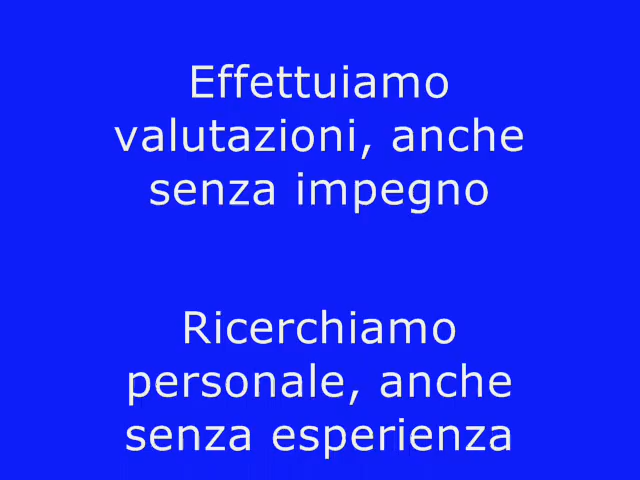 Effettuiamo
valutazioni, anche
senza impegno
Ricerchiamo
personale, anche
senza esperienza